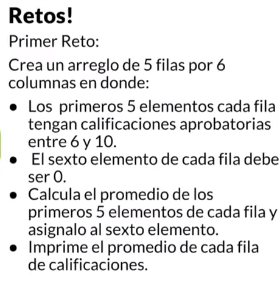 Retos!
Primer Reto:
Crea un arreglo de 5 filas por 6
columnas en donde:
● Los primeros 5 elementos cada fila
tengan calificaciones aprobatorias
entre 6 y 10.
● El sexto elemento de cada fila debe
ser 0.
● Calcula el promedio de los
primeros 5 elementos de cada fila y
asignalo al sexto elemento.
● Imprime el promedio de cada fila
de calificaciones.